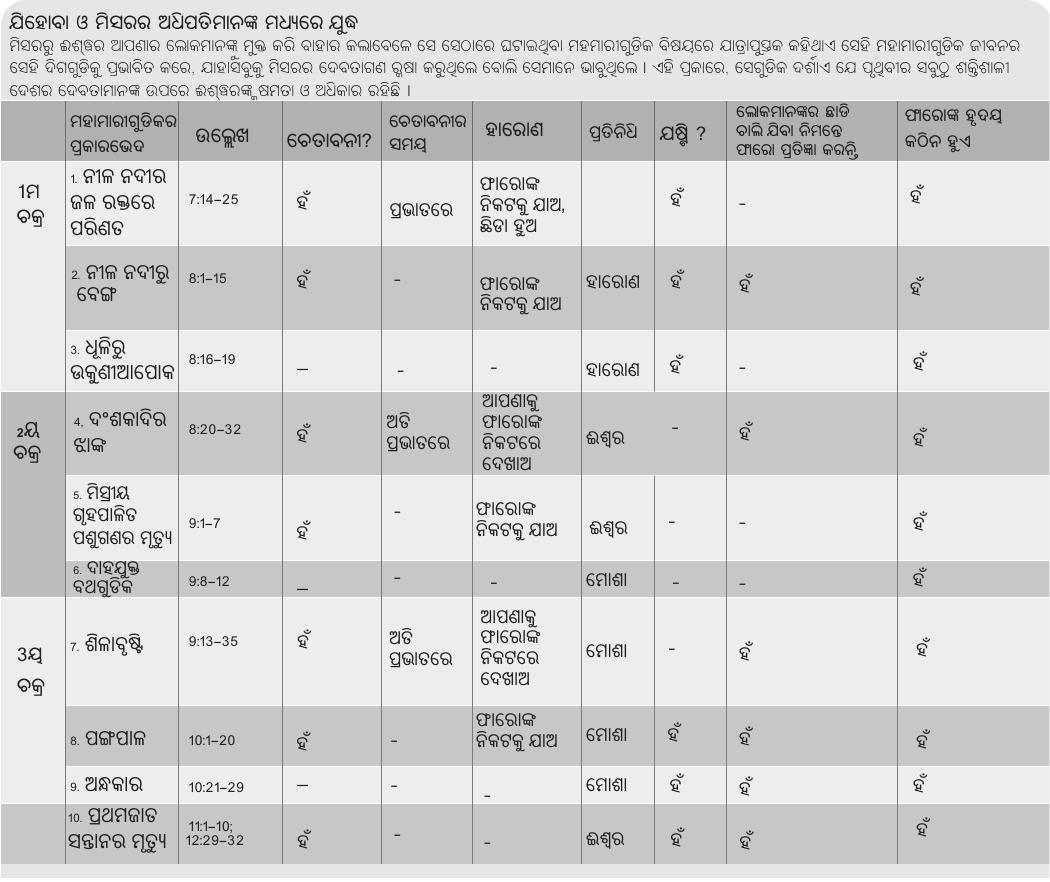 ଯିହୋବା ଓ ମିସରର ଅଧିପତିମାନଙ୍କ ମଧ୍ୟରେ ଯୁଦ୍ଧ
ମିସରରୁ ଈଶ୍ୱର ଆପଣାର ଲୋକମାନଙ୍କୁ ମୁକ୍ତ କରି ବାହାର କଲାବେଳେ ସେ ସେଠାରେ ଘଟାଇଥିବା ମହମାରୀଗୁଡିକ ବିଷୟରେ ଯାତ୍ରାପୁସ୍ତକ କହିଥାଏ ସେହି ମହାମାରୀଗୁଡିକ ଜୀବନର
ସେହି ଦିଗଗୁଡିକୁ ପ୍ରଭାବିତ କରେ, ଯାହାସବୁକୁ ମିସରର ଦେବତାଗଣ ରକ୍ଷା କରୁଥିଲେ ବୋଲି ସେମାନେ ଭାବୁଥିଲେ । ଏହି ପ୍ରକାରେ, ସେଗୁଡିକ ଦର୍ଶାଏ ଯେ ପୃଥିବୀର ସବୁଠୁ ଶକ୍ତିଶାଳୀ
ଦେଶର ଦେବତାମାନଙ୍କ ଉପରେ ଈଶ୍ୱରଙ୍କ କ୍ଷମତା ଓ ଅଧିକାର ରହିଛି ।
ମହାମାରୀଗୁଡିକର
ପ୍ରକାରଭେଦ
ଉଲ୍ଲେଖ
ଚେତାବନୀ?
ଚେତାବନୀର
ସମୟ
ହାରୋଣ
ପ୍ରତିନିଧି
ଯଷ୍ଟି ?
ଲୋକମାନଙ୍କର ଛାଡି
ଚାଲି ଯିବା ନିମନ୍ତେ
ଫାରୋ ପ୍ରତିଜ୍ଞା କରନ୍ତି
ଫାରୋଙ୍କ ହୃଦୟ
କଠିନ ହୁଏ
1ମ
ଚକ୍ର
1. ନୀଳ ନଦୀର
ଜଳ ରକ୍ତରେ
ପରିଣତ
7:14–25
ହଁ
ପ୍ରଭାତରେ
ଫାରୋଙ୍କ
ନିକଟକୁ ଯାଅ,
ଛିଡା ହୁଅ
ହଁ
–
ହଁ
2. ନୀଳ ନଦୀରୁ
ବେଙ୍ଗ
8:1–15
ହଁ
–
ଫାରୋଙ୍କ
ନିକଟକୁ ଯାଅ
ହାରୋଣ
ହଁ
ହଁ
ହଁ
3. ଧୂଳିରୁ
ଉକୁଣୀଆପୋକ
8:16–19
—
–
–
ହାରୋଣ
ହଁ
–
ହଁ
2ୟ
ଚକ୍ର
4, ଦଂଶକାଦିର
ଝାଙ୍କ
8:20–32
ହଁ
ଅତି
ପ୍ରଭାତରେ
ଆପଣାକୁ
ଫାରୋଙ୍କ
ନିକଟରେ
ଦେଖାଅ
ଈଶ୍ୱର
–
ହଁ
ହଁ
5. ମିସ୍ରୀୟ
ଗୃହପାଳିତ
ପଶୁଗଣର ମୃତ୍ୟୁ
9:1–7
ହଁ
–
ଫାରୋଙ୍କ
ନିକଟକୁ ଯାଅ
ଈଶ୍ୱର
–
–
ହଁ
6. ଦାହଯୁକ୍ତ
ବଥଗୁଡିକ
9:8–12
—
–
–
ମୋଶା
–
–
ହଁ
3ୟ
ଚକ୍ର
7. ଶିଳାବୃଷ୍ଟି
9:13–35
ହଁ
ଅତି
ପ୍ରଭାତରେ
ଆପଣାକୁ
ଫାରୋଙ୍କ
ନିକଟରେ
ଦେଖାଅ
ମୋଶା
–
ହଁ
ହଁ
8. ପଙ୍ଗପାଳ
10:1–20
ହଁ
–
ଫାରୋଙ୍କ
ନିକଟକୁ ଯାଅ
ମୋଶା
ହଁ
ହଁ
ହଁ
9. ଅନ୍ଧକାର
10:21–29
—
–
–
ମୋଶା
ହଁ
ହଁ
ହଁ
10. ପ୍ରଥମଜାତ
ସନ୍ତାନର ମୃତ୍ୟୁ
11:1–10;
12:29–32
ହଁ
–
–
ଈଶ୍ୱର
ହଁ
ହଁ
ହଁ